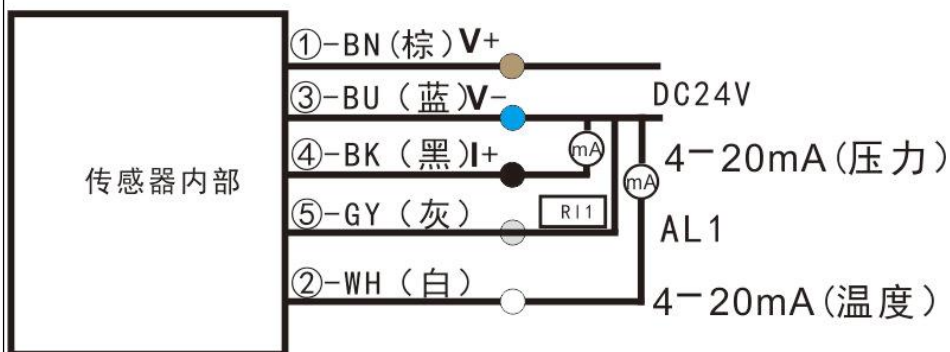 ①-BN(棕)V+
③-BU（蓝）V- DC24V
④-BK（黑）I+ mA 4-20mA(压力)
传感器内部 mA
⑤-GY（灰） RI1 AL1
②-WH（白） 4-20mA(温度)